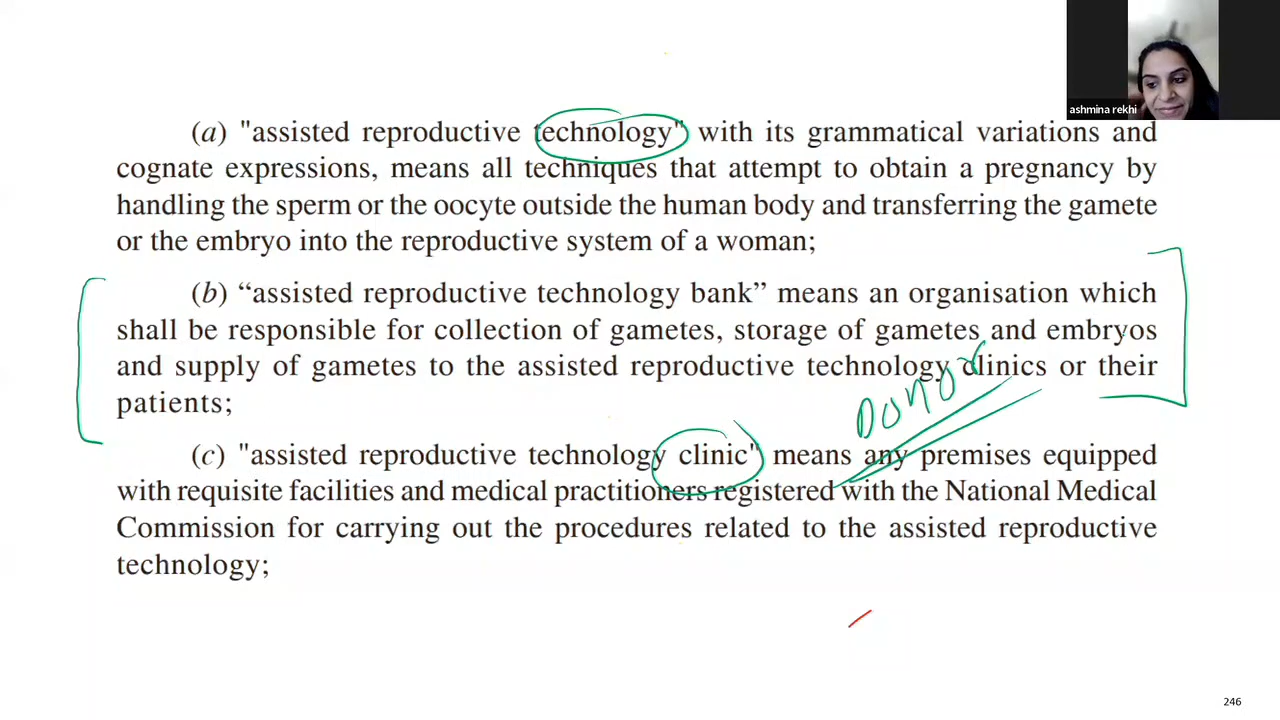 ashmina rekhi
(a) "assisted reproductive technology" with its grammatical variations and
cognate expressions, means all techniques that attempt to obtain a pregnancy by
handling the sperm or the oocyte outside the human body and transferring the gamete
or the embryo into the reproductive system of a woman;
(b) “assisted reproductive technology bank” means an organisation which
shall be responsible for collection of gametes, storage of gametes and embryos
and supply of gametes to the assisted reproductive technology clinics or their
patients;
Donor
(c) "assisted reproductive technology clinic" means any premises equipped
with requisite facilities and medical practitioners registered with the National Medical
Commission for carrying out the procedures related to the assisted reproductive
technology;
246